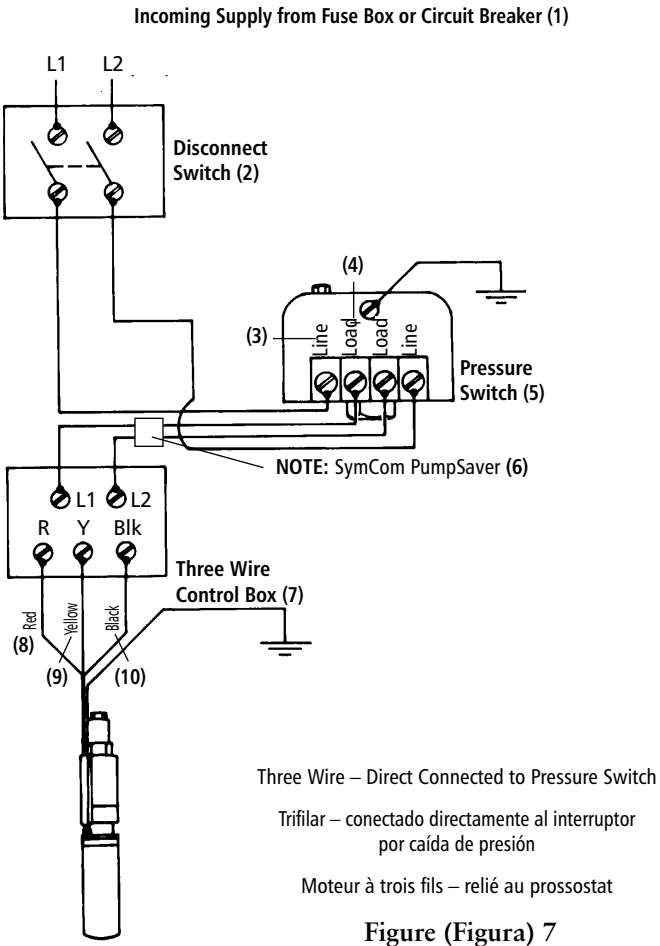 Incoming Supply from Fuse Box or Circuit Breaker (1)
L1 L2
Disconnect
Switch (2)
(4)
(3)
Line Load Load Line
Pressure
Switch (5)
NOTE: SymCom PumpSaver (6)
L1 L2
R Y Blk
Three Wire
Control Box (7)
Red Yellow Black
(8)
(9) (10)
Three Wire – Direct Connected to Pressure Switch
Trifilar – conectado directamente al interruptor
por caída de presión
Moteur à trois fils – relié au prossostat
Figure (Figura) 7